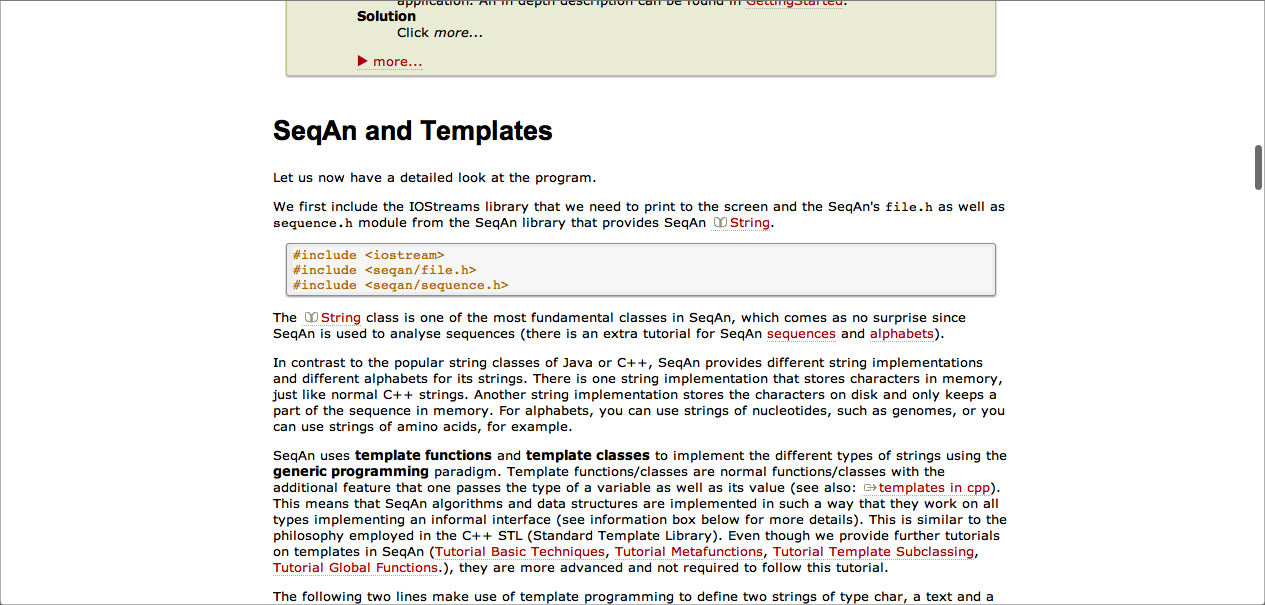 application. An in depth description can be found in GettingStarted.
Solution
Click more...
▶ more...
SeqAn and Templates
Let us now have a detailed look at the program.
We first include the IOStreams library that we need to print to the screen and the SeqAn's file.h as well as
sequence.h module from the SeqAn library that provides SeqAn String.
#include <iostream>
#include <seqan/file.h>
#include <seqan/sequence.h>
The String class is one of the most fundamental classes in SeqAn, which comes as no surprise since
SeqAn is used to analyse sequences (there is an extra tutorial for SeqAn sequences and alphabets).
In contrast to the popular string classes of Java or C++, SeqAn provides different string implementations
and different alphabets for its strings. There is one string implementation that stores characters in memory,
just like normal C++ strings. Another string implementation stores the characters on disk and only keeps a
part of the sequence in memory. For alphabets, you can use strings of nucleotides, such as genomes, or you
can use strings of amino acids, for example.
SeqAn uses template functions and template classes to implement the different types of strings using the
generic programming paradigm. Template functions/classes are normal functions/classes with the
additional feature that one passes the type of a variable as well as its value (see also: templates in cpp).
This means that SeqAn algorithms and data structures are implemented in such a way that they work on all
types implementing an informal interface (see information box below for more details). This is similar to the
philosophy employed in the C++ STL (Standard Template Library). Even though we provide further tutorials
on templates in SeqAn (Tutorial Basic Techniques, Tutorial Metafunctions, Tutorial Template Subclassing,
Tutorial Global Functions.), they are more advanced and not required to follow this tutorial.
The following two lines make use of template programming to define two strings of type char, a text and a